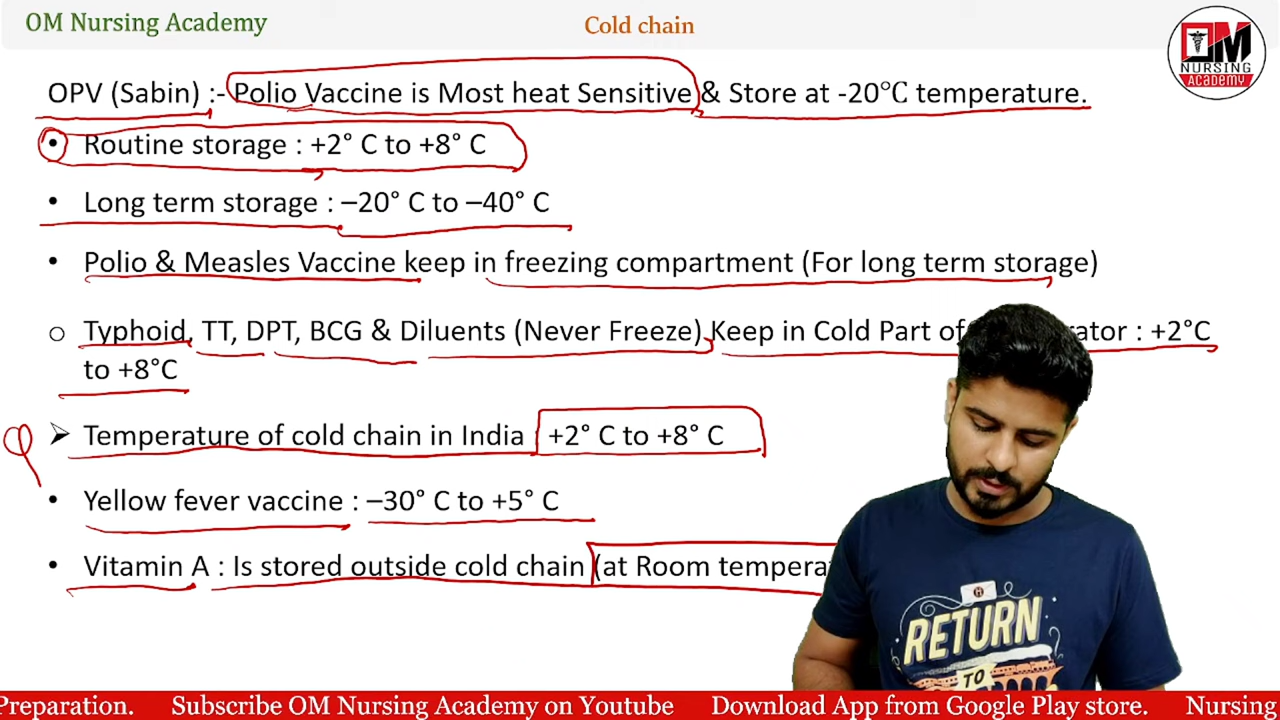 OM Nursing Academy
Cold chain
OM
NURSING
ACADEMY
OPV (Sabin) :- Polio Vaccine is Most heat Sensitive & Store at -20℃ temperature.
• Routine storage : +2° C to +8° C
• Long term storage : –20° C to –40° C
• Polio & Measles Vaccine keep in freezing compartment (For long term storage)
o Typhoid, TT, DPT, BCG & Diluents (Never Freeze) Keep in Cold Part of erator : +2°C
to +8°C
➢ Temperature of cold chain in India +2° C to +8° C
• Yellow fever vaccine : –30° C to +5° C
• Vitamin A : Is stored outside cold chain (at Room tempera
RETURN
TO
Preparation. Subscribe OM Nursing Academy on Youtube Download App from Google Play store. Nursing